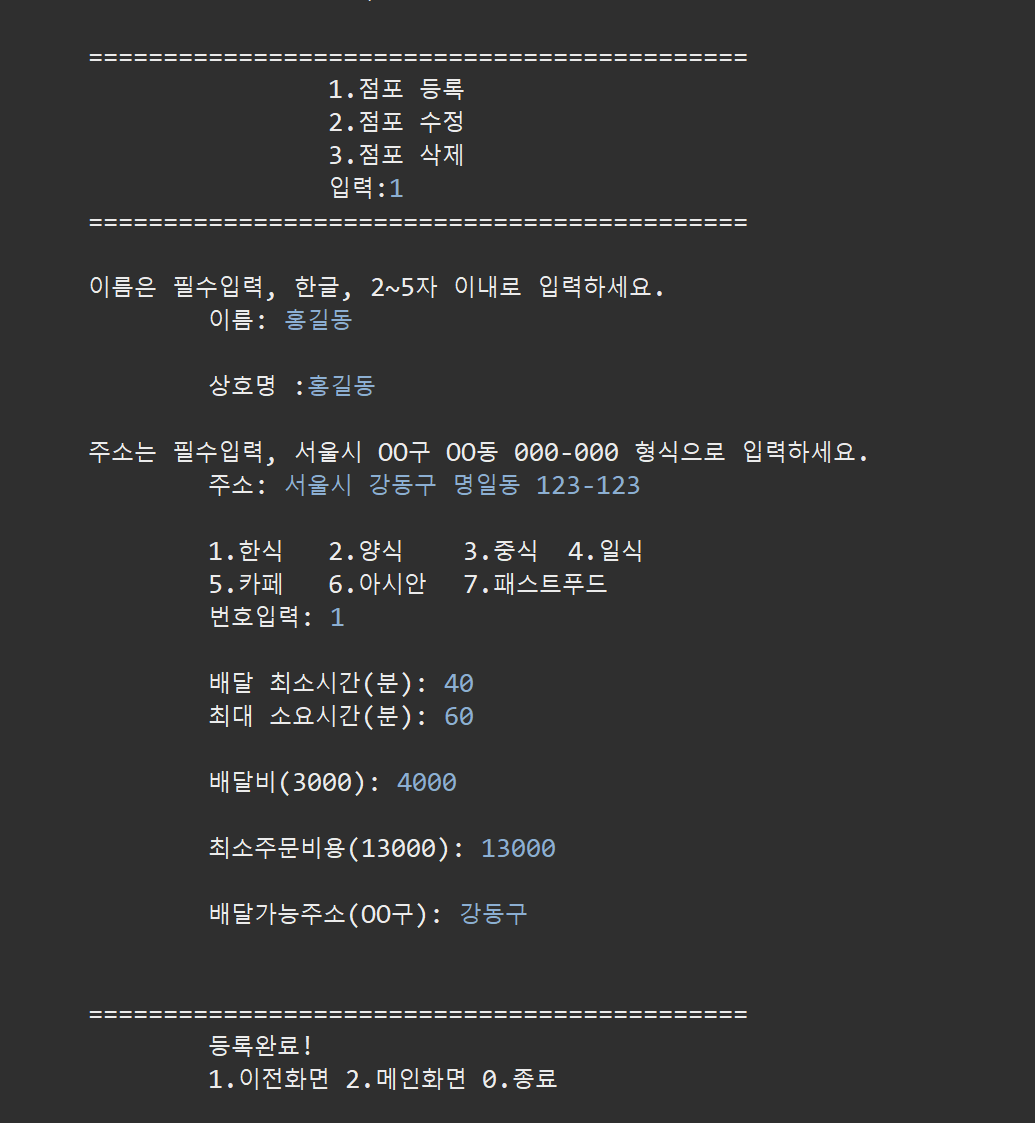 ============================================
1.점포 등록
2.점포 수정
3.점포 삭제
입력:1
============================================
이름은 필수입력, 한글, 2~5자 이내로 입력하세요.
이름: 홍길동
상호명 :홍길동
주소는 필수입력, 서울시 OO구 OO동 000-000 형식으로 입력하세요.
주소: 서울시 강동구 명일동 123-123
1.한식 2.양식 3.중식 4.일식
5.카페 6.아시안 7.패스트푸드
번호입력: 1
배달 최소시간(분): 40
최대 소요시간(분): 60
배달비(3000): 4000
최소주문비용(13000): 13000
배달가능주소(OO구): 강동구
============================================
등록완료!
1.이전화면 2.메인화면 0.종료